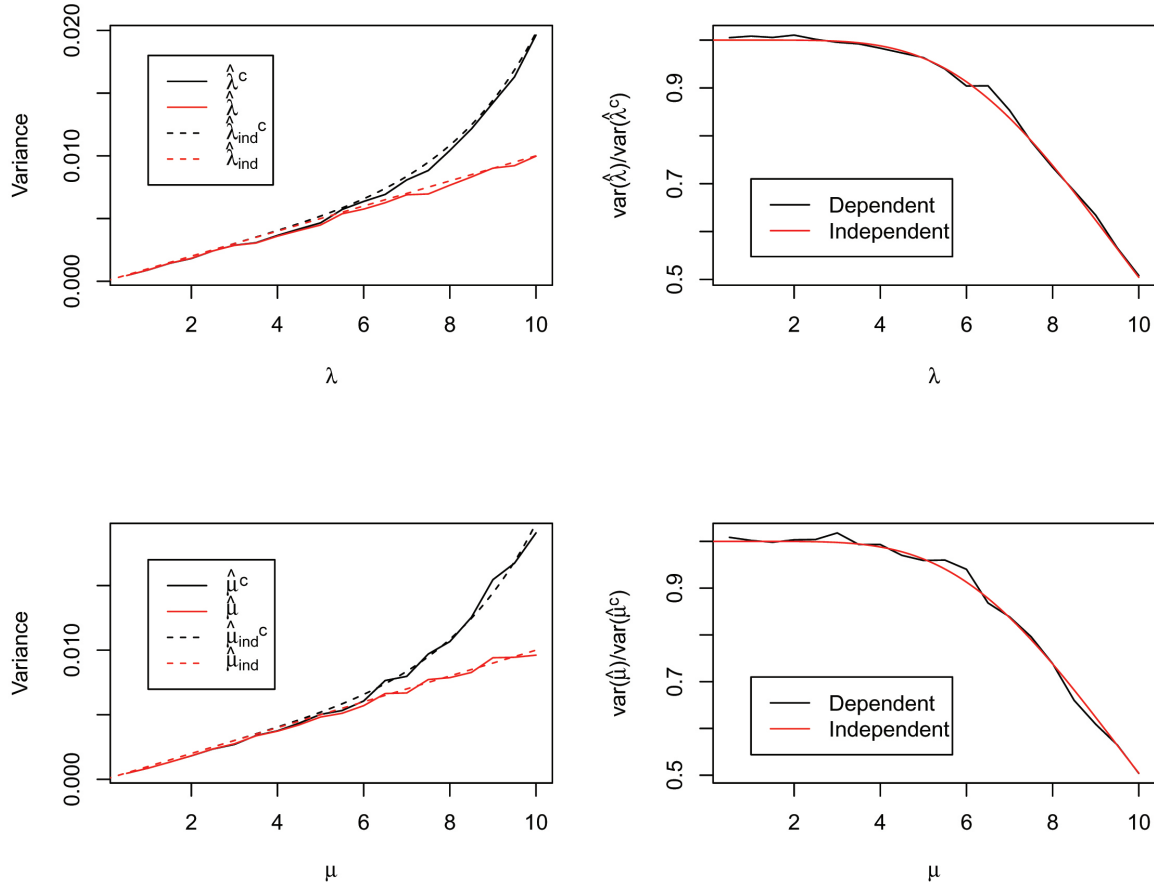 Variance
0.000 0.010 0.020
λ̂ᶜ
λ̂
λ̂indᶜ
λ̂ind
2 4 6 8 10
λ
var(λ̂)/var(λ̂ᶜ)
0.5 0.7 0.9
Dependent
Independent
2 4 6 8 10
λ
Variance
0.000 0.010
μ̂ᶜ
μ̂
μ̂indᶜ
μ̂ind
2 4 6 8 10
μ
var(μ̂)/var(μ̂ᶜ)
0.5 0.7 0.9
Dependent
Independent
2 4 6 8 10
μ